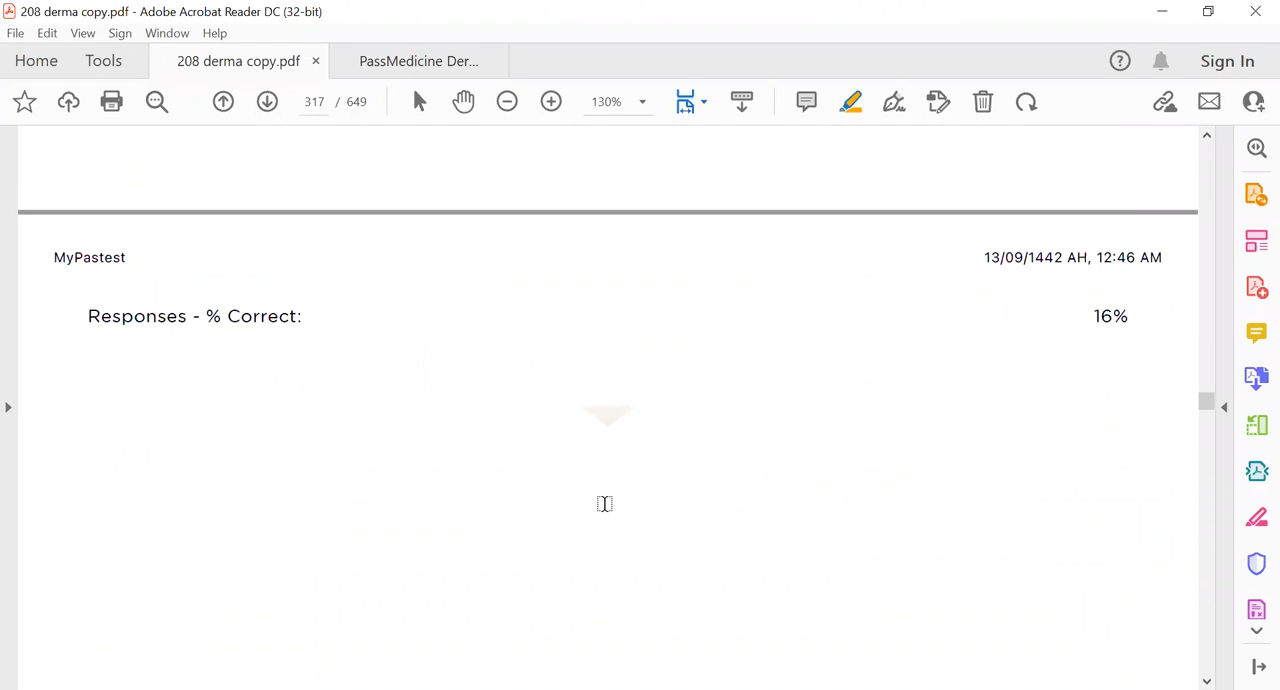 208 derma copy.pdf - Adobe Acrobat Reader DC (32-bit)
File Edit View Sign Window Help
Home Tools 208 derma copy.pdf × PassMedicine Der... Sign In
317 / 649 130%
MyPastest 13/09/1442 AH, 12:46 AM
Responses - % Correct: 16%